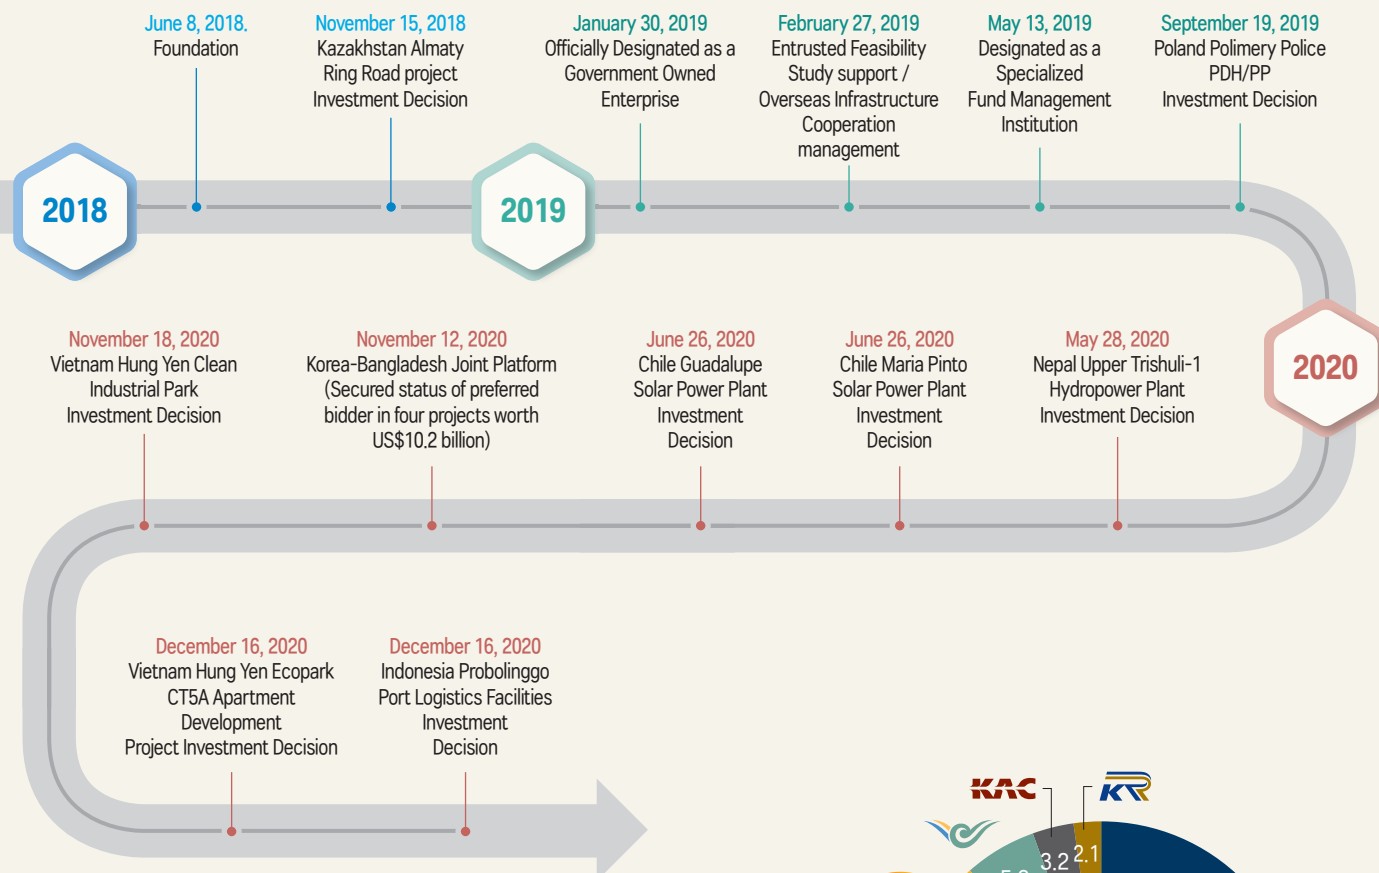 June 8, 2018.
Foundation
November 15, 2018
Kazakhstan Almaty
Ring Road project
Investment Decision
January 30, 2019
Officially Designated as a
Government Owned
Enterprise
February 27, 2019
Entrusted Feasibility
Study support /
Overseas Infrastructure
Cooperation
management
May 13, 2019
Designated as a
Specialized
Fund Management
Institution
September 19, 2019
Poland Polimery Police
PDH/PP
Investment Decision
2018
2019
2020
November 18, 2020
Vietnam Hung Yen Clean
Industrial Park
Investment Decision
November 12, 2020
Korea-Bangladesh Joint Platform
(Secured status of preferred
bidder in four projects worth
US$10.2 billion)
June 26, 2020
Chile Guadalupe
Solar Power Plant
Investment
Decision
June 26, 2020
Chile Maria Pinto
Solar Power Plant
Investment
Decision
May 28, 2020
Nepal Upper Trishuli-1
Hydropower Plant
Investment Decision
December 16, 2020
Vietnam Hung Yen Ecopark
CT5A Apartment
Development
Project Investment Decision
December 16, 2020
Indonesia Probolinggo
Port Logistics Facilities
Investment
Decision
KAC
KR
3.2
2.1